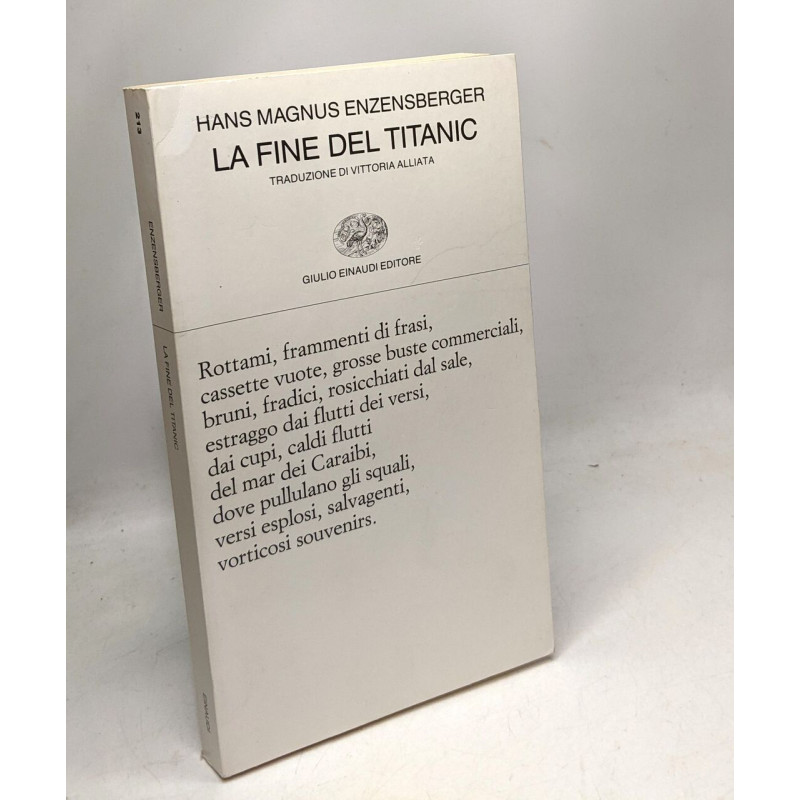 HANS MAGNUS ENZENSBERGER
LA FINE DEL TITANIC
TRADUZIONE DI VITTORIA ALLIATA
GIULIO EINAUDI EDITORE
Rottami, frammenti di frasi,
cassette vuote, grosse buste commerciali,
bruni, fradici, rosicchiati dal sale,
estraggo dai flutti dei versi,
dai cupi, caldi flutti
del mar dei Caraibi,
dove pullulano gli squali,
versi esplosi, salvagenti,
vorticosi souvenirs.
213
ENZENSBERGER
LA FINE DEL TITANIC
EINAUDI